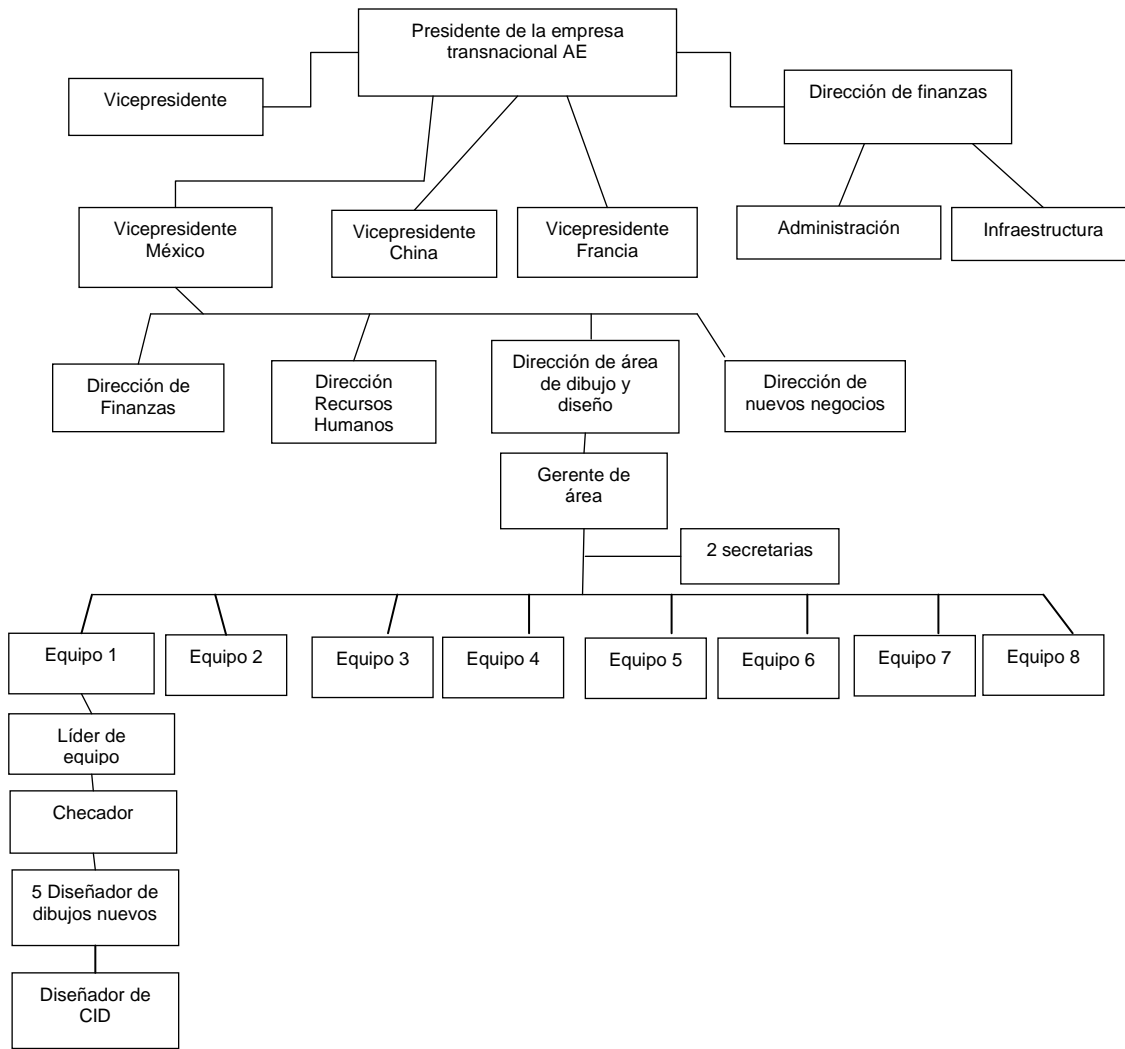 Presidente de la empresa
transnacional AE
Vicepresidente
Dirección de finanzas
Vicepresidente
México
Vicepresidente
China
Vicepresidente
Francia
Administración
Infraestructura
Dirección de
Finanzas
Dirección
Recursos
Humanos
Dirección de área
de dibujo y
diseño
Dirección de
nuevos negocios
Gerente de
área
2 secretarias
Equipo 1
Equipo 2
Equipo 3
Equipo 4
Equipo 5
Equipo 6
Equipo 7
Equipo 8
Líder de
equipo
Checador
5 Diseñador de
dibujos nuevos
Diseñador de
CID